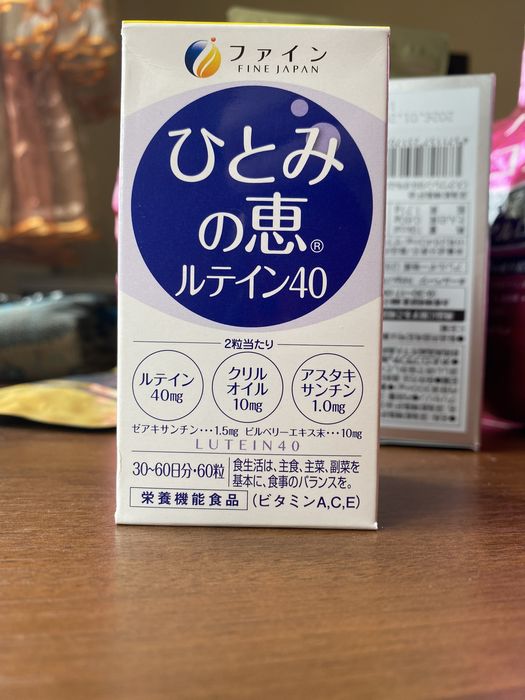 ファイン
FINE JAPAN
ひとみ
の恵®
ルテイン40
2粒当たり
ルテイン
40mg
クリル
オイル
10mg
アスタキ
サンチン
1.0mg
ゼアキサンチン･･･1.5mg ビルベリーエキス末･･･10mg
LUTEIN40
30~60日分・60粒
食生活は、主食、主菜、副菜を
基本に、食事のバランスを。
栄養機能食品 (ビタミンA,C,E)